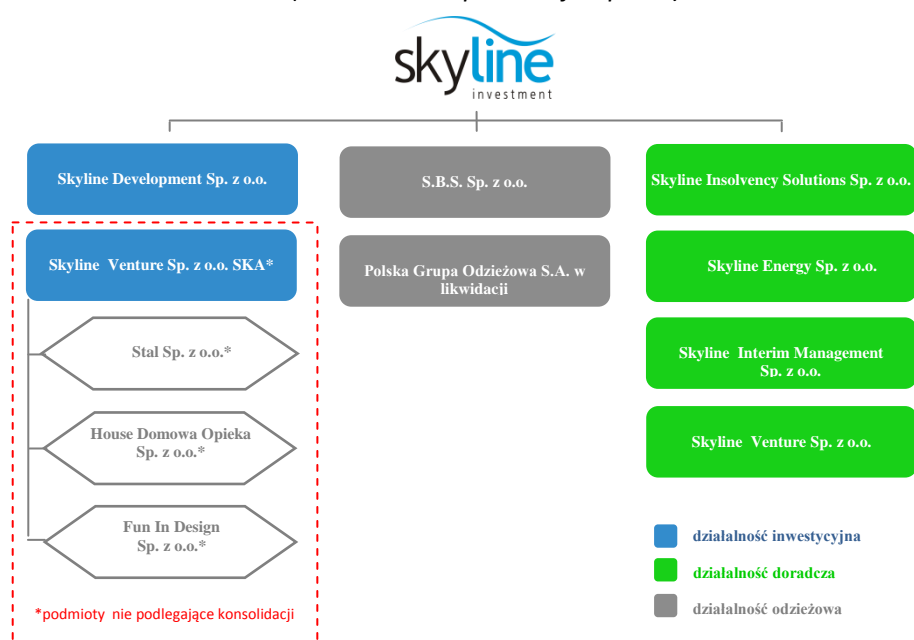 skyline
investment
Skyline Development Sp. z o.o.
S.B.S. Sp. z o.o.
Skyline Insolvency Solutions Sp. z o.o.
Skyline Venture Sp. z o.o. SKA*
Polska Grupa Odzieżowa S.A. w
likwidacji
Skyline Energy Sp. z o.o.
Stal Sp. z o.o.*
Skyline Interim Management
Sp. z o.o.
House Domowa Opieka
Sp. z o.o.*
Skyline Venture Sp. z o.o.
Fun In Design
Sp. z o.o.*
działalność inwestycyjna
działalność doradcza
działalność odzieżowa
*podmioty nie podlegające konsolidacji